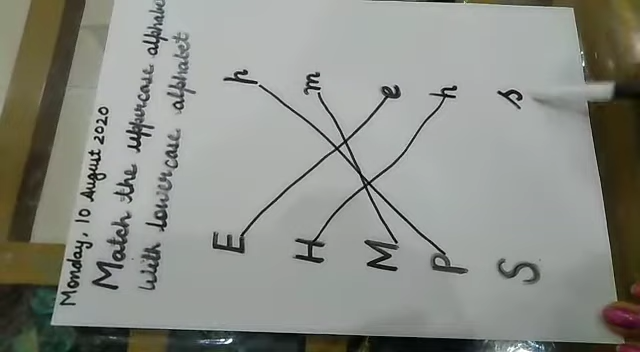 Monday, 10 August 2020
Match the uppercase alphabet
with lowercase alphabet
E p
H m
M e
P h
S s